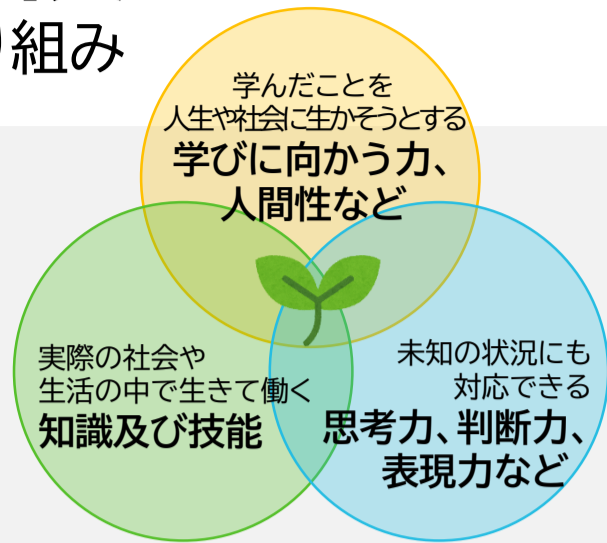 り組み
学んだことを
人生や社会に生かそうとする
学びに向かう力、
人間性など
実際の社会や
生活の中で生きて働く
知識及び技能
未知の状況にも
対応できる
思考力、判断力、
表現力など